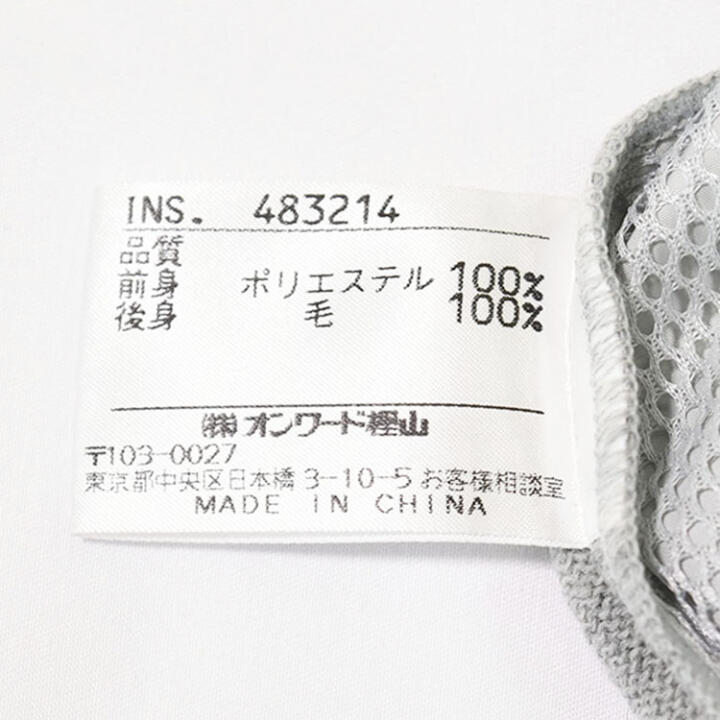 INS. 483214
品質
前身 ポリエステル 100%
後身 毛 100%
㈱オンワード樫山
〒103-0027
東京都中央区日本橋 3-10-5 お客様相談室
MADE IN CHINA